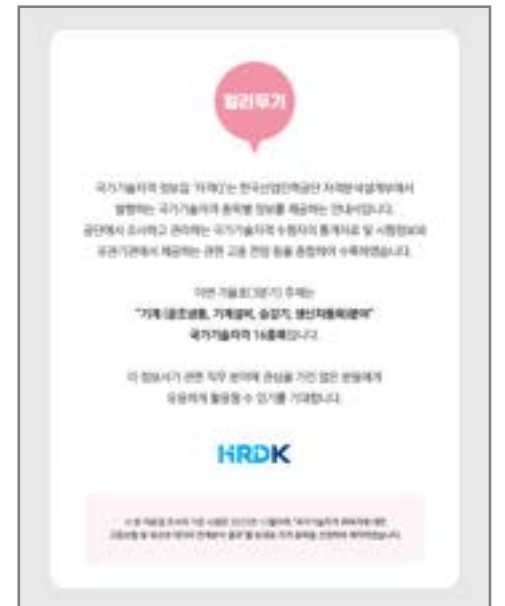 일러두기
국가기술자격 정보집 '자격Q'는 한국산업인력공단 자격분석설계부에서
발행하는 국가기술자격 종목별 정보를 제공하는 안내서입니다.
공단에서 조사하고 관리하는 국가기술자격 수험자의 통계자료 및 시험정보와
유관기관에서 제공하는 관련 고용 전망 등을 종합하여 수록하였습니다.
이번 가을호(3분기) 주제는
"기계(공조냉동, 기계설비, 승강기, 생산자동화)분야"
국가기술자격 16종목입니다.
이 정보서가 관련 직무 분야에 관심을 가진 많은 분들에게
유용하게 활용될 수 있기를 기대합니다.
HRDK